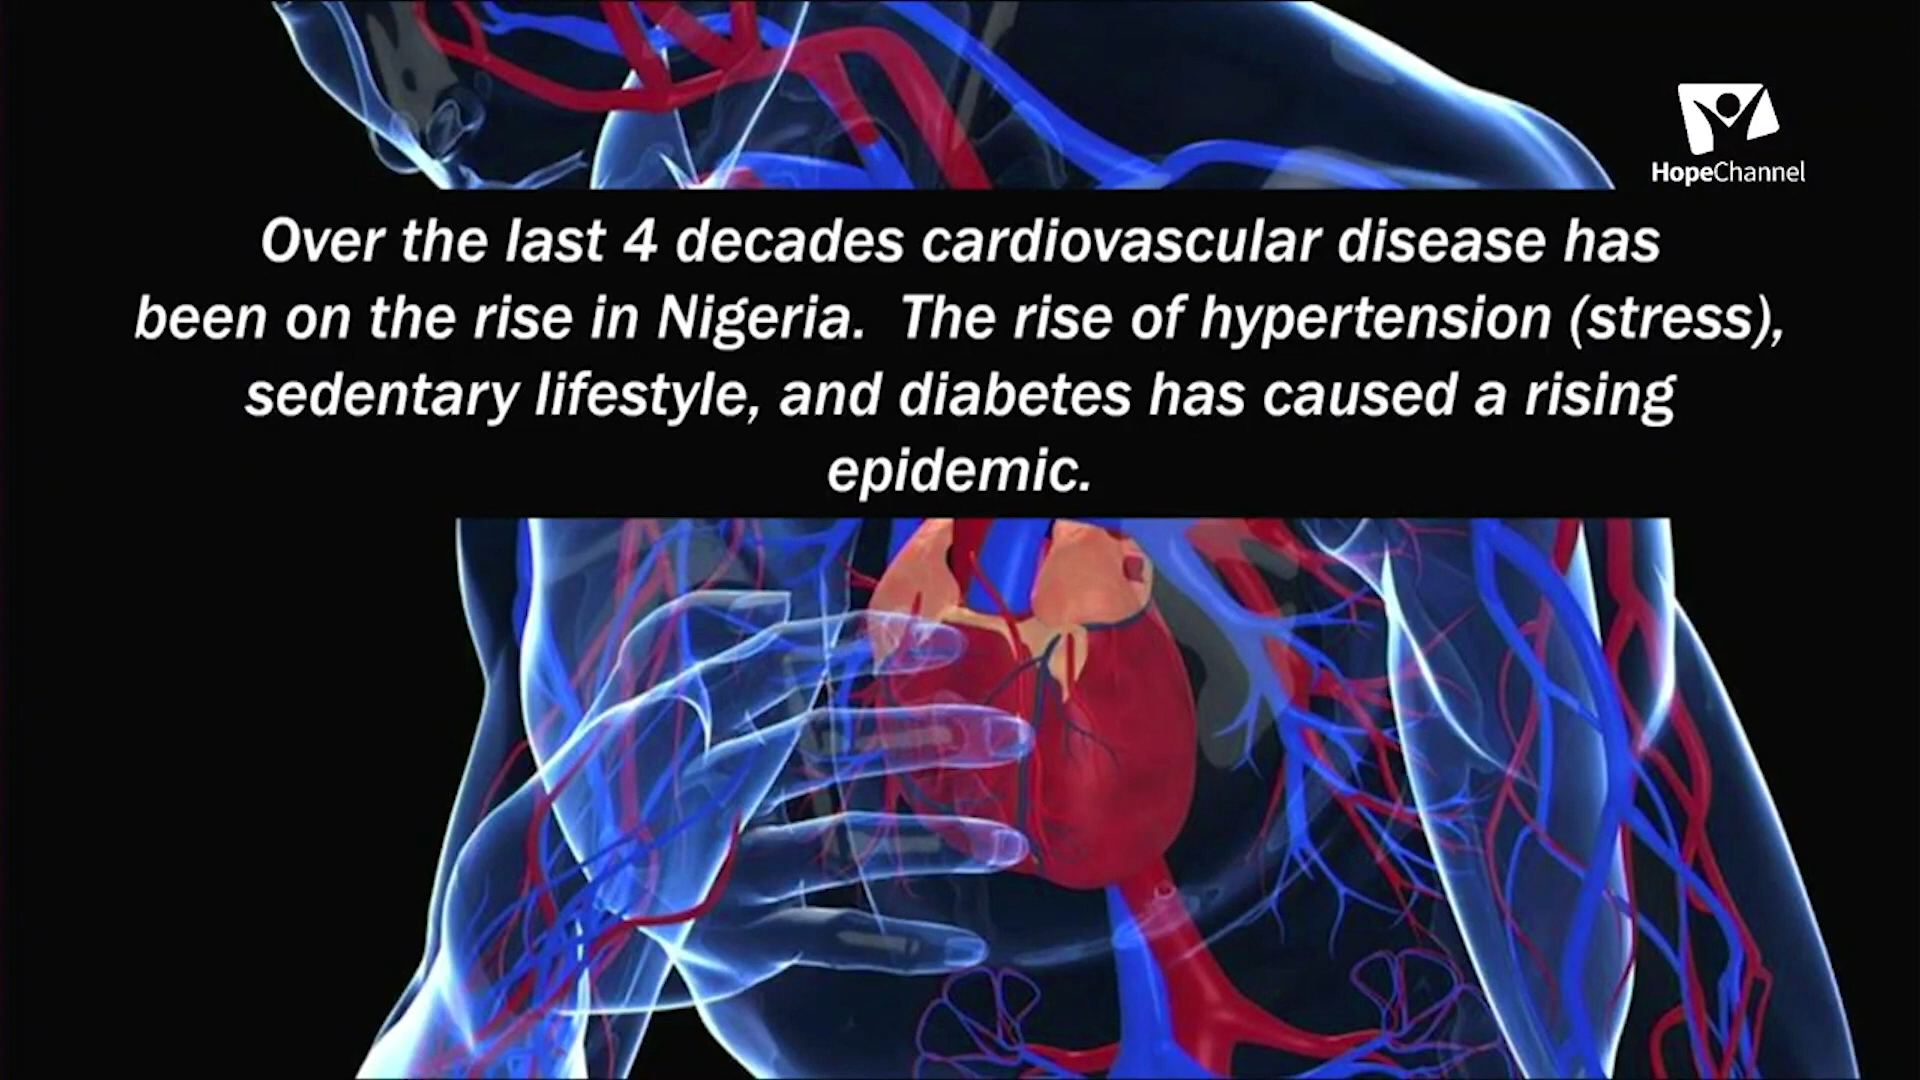 HopeChannel
Over the last 4 decades cardiovascular disease has
been on the rise in Nigeria. The rise of hypertension (stress),
sedentary lifestyle, and diabetes has caused a rising
epidemic.